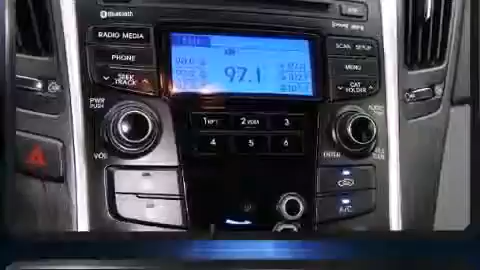 Bluetooth
RADIO MEDIA
SCAN SETUP
PHONE
97.1
MENU
SEEK
TRACK
CAT
FOLDER
PWR
PUSH
AUDIO
1 RPT 2 RDM 3
4 5 6
VOL
ENTER
TUNE
A/C